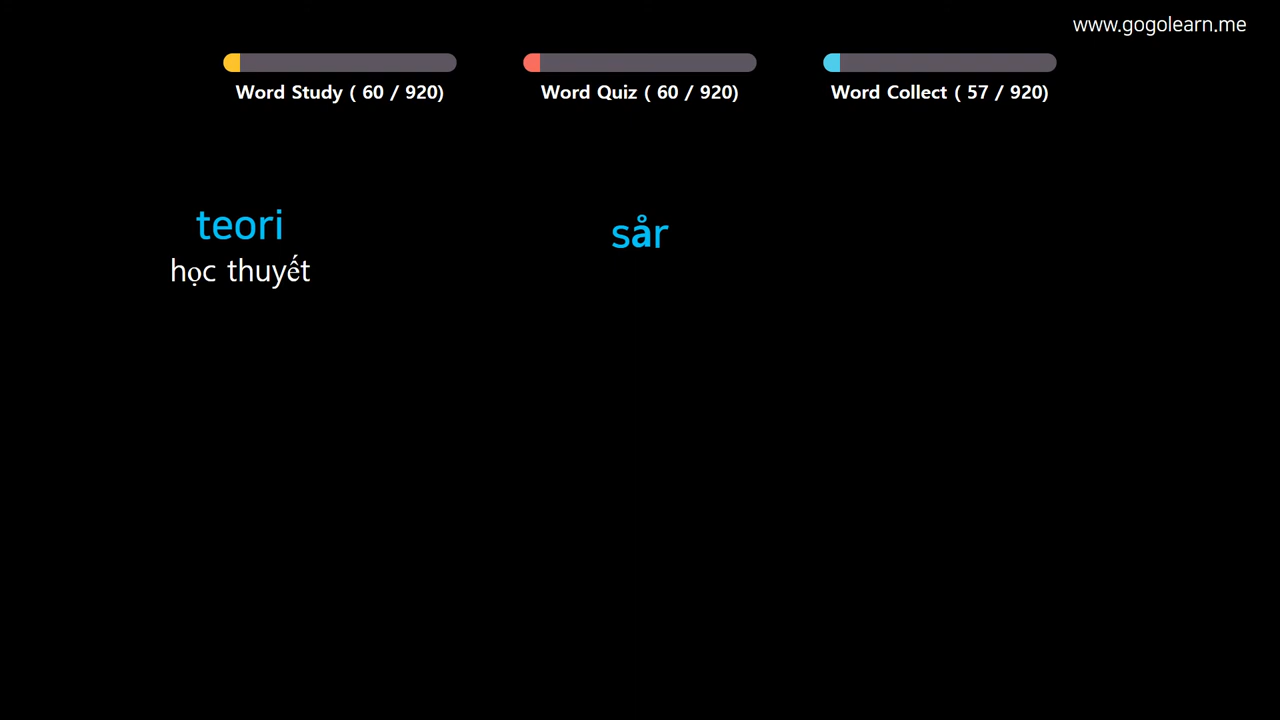 www.gogolearn.me
Word Study ( 60 / 920)
Word Quiz ( 60 / 920)
Word Collect ( 57 / 920)
teori
học thuyết
sår